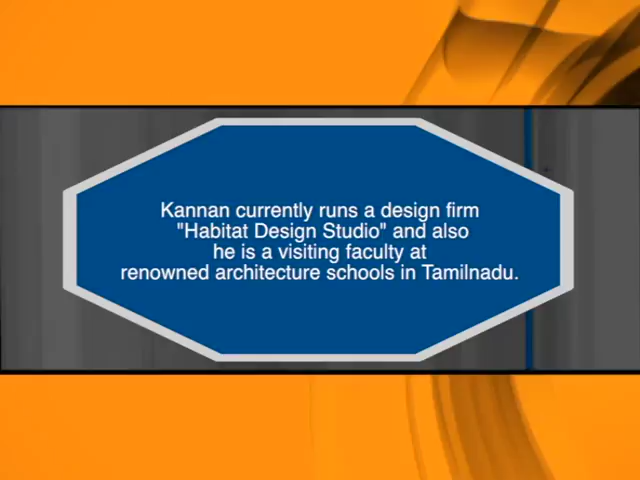 Kannan currently runs a design firm
"Habitat Design Studio" and also
he is a visiting faculty at
renowned architecture schools in Tamilnadu.